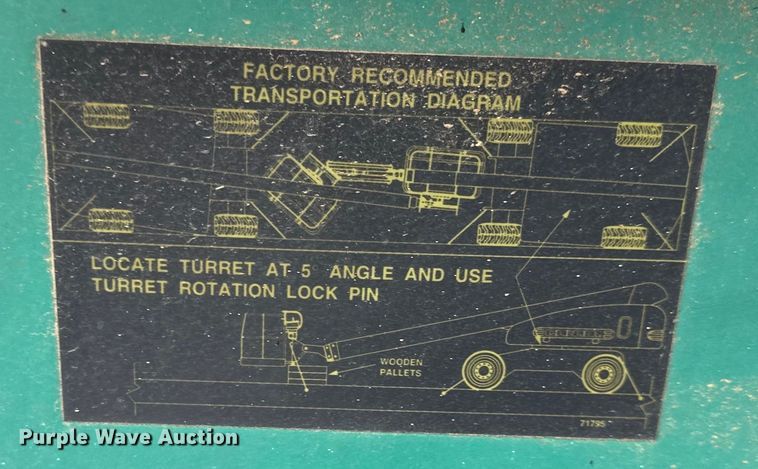 FACTORY RECOMMENDED
TRANSPORTATION DIAGRAM
LOCATE TURRET AT 5 ANGLE AND USE
TURRET ROTATION LOCK PIN
WOODEN
PALLETS
71795
Purple Wave Auction